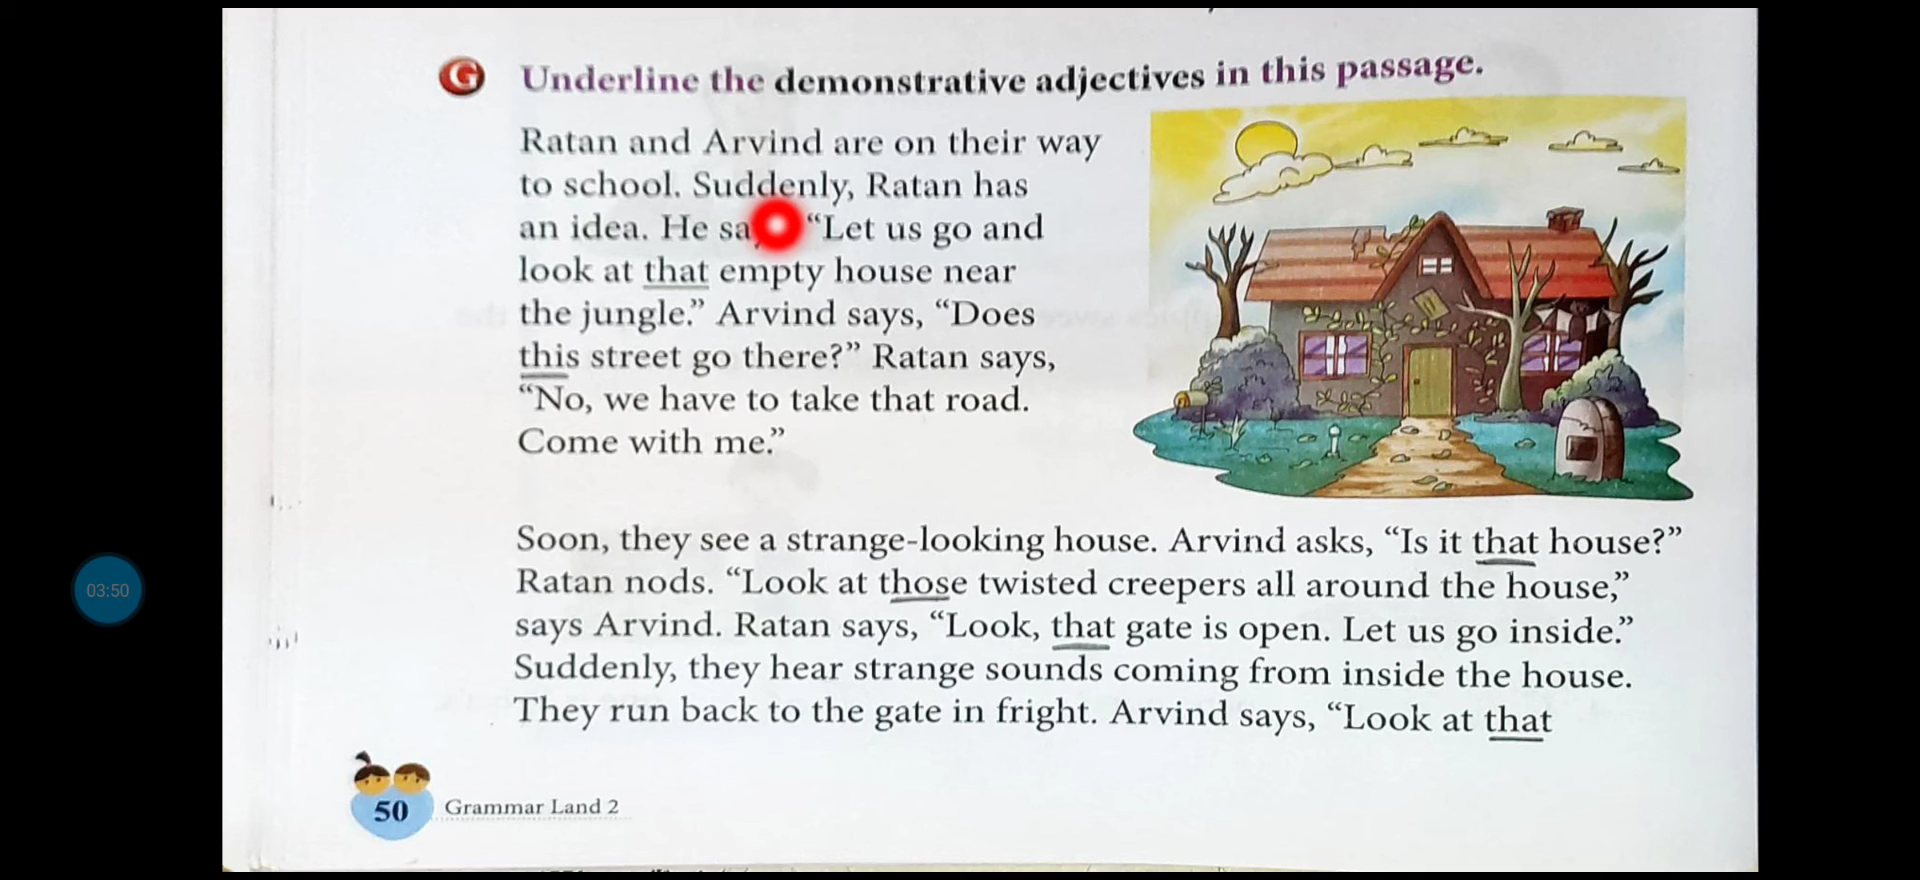 G Underline the demonstrative adjectives in this passage.
Ratan and Arvind are on their way
to school. Suddenly, Ratan has
an idea. He “Let us go and
look at that empty house near
the jungle.” Arvind says, “Does
this street go there?” Ratan says,
“No, we have to take that road.
Come with me.”
Soon, they see a strange-looking house. Arvind asks, “Is it that house?”
Ratan nods. “Look at those twisted creepers all around the house,”
says Arvind. Ratan says, “Look, that gate is open. Let us go inside.”
Suddenly, they hear strange sounds coming from inside the house.
They run back to the gate in fright. Arvind says, “Look at that
03:50
50 Grammar Land 2